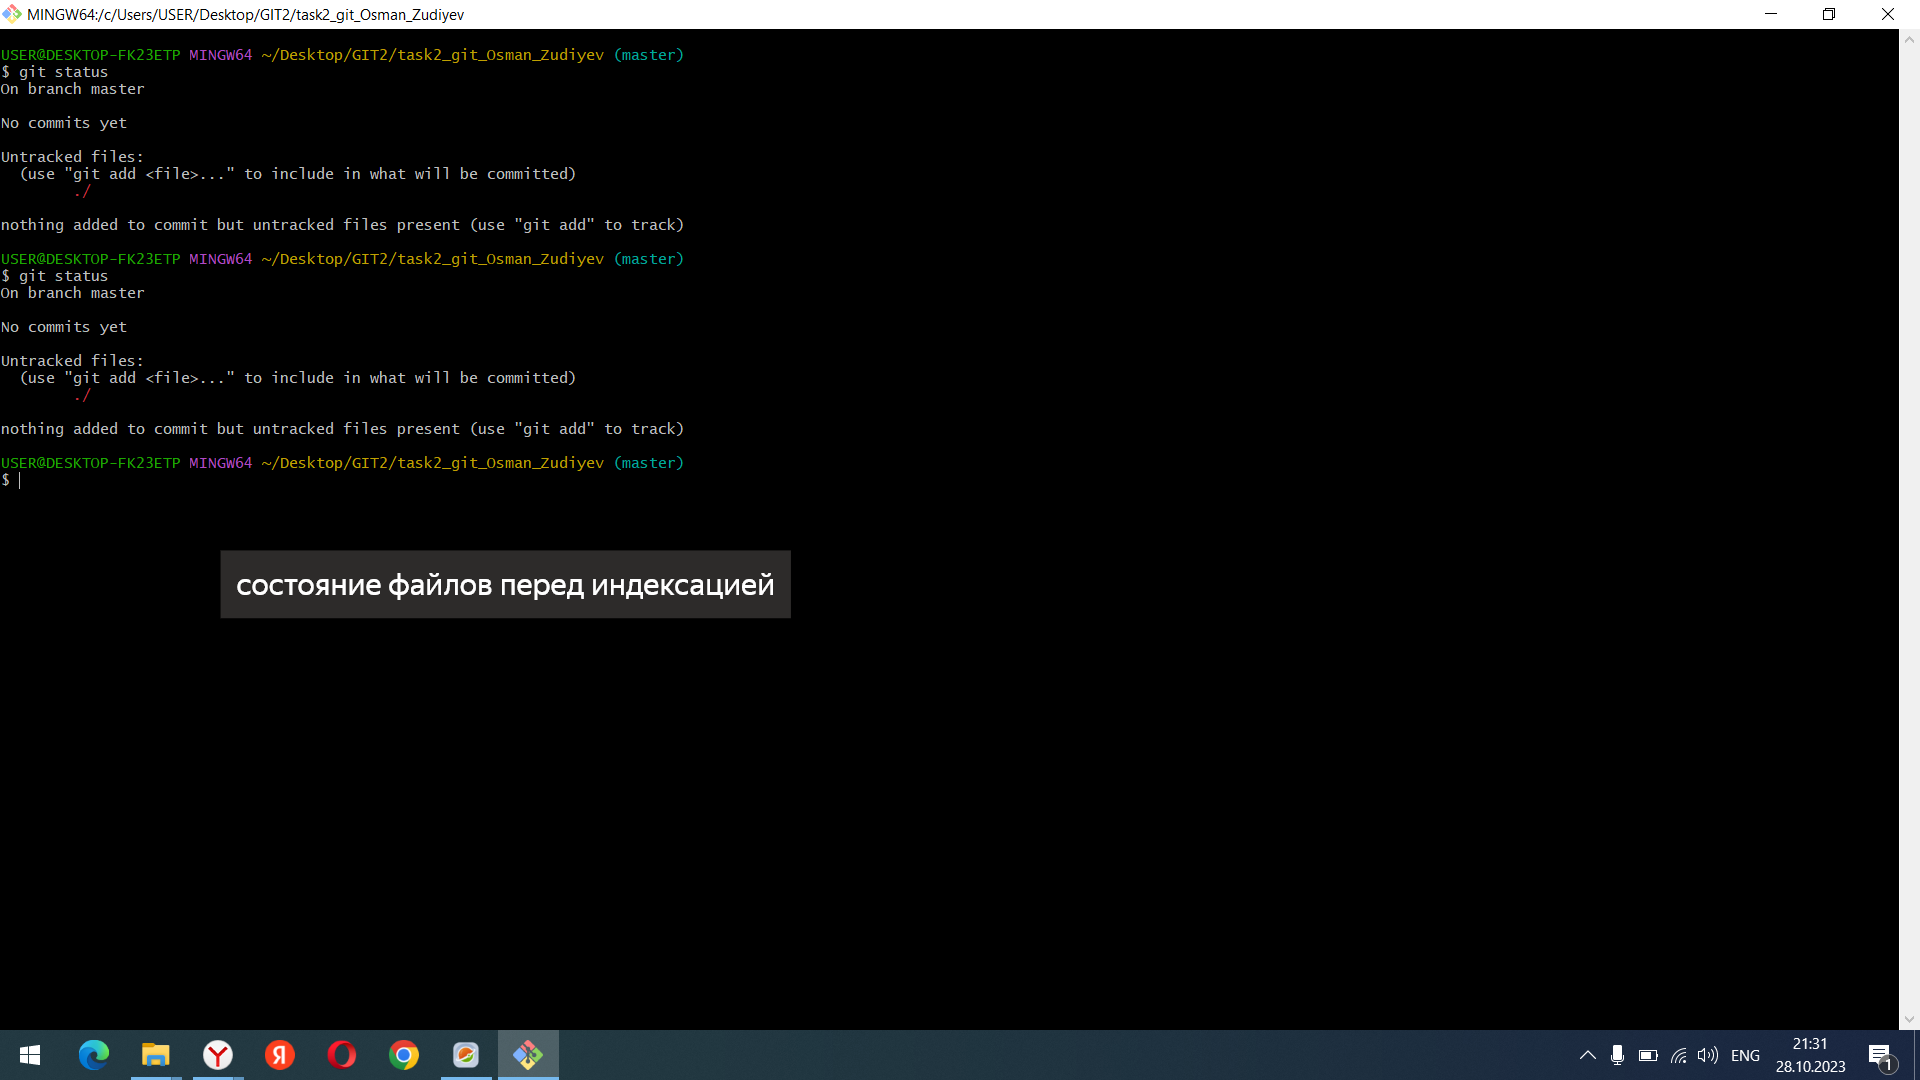 MINGW64:/c/Users/USER/Desktop/GIT2/task2_git_Osman_Zudiyev
USER@DESKTOP-FK23ETP MINGW64 ~/Desktop/GIT2/task2_git_Osman_Zudiyev (master)
$ git status
On branch master
No commits yet
Untracked files:
(use "git add <file>..." to include in what will be committed)
./
nothing added to commit but untracked files present (use "git add" to track)
USER@DESKTOP-FK23ETP MINGW64 ~/Desktop/GIT2/task2_git_Osman_Zudiyev (master)
$ git status
On branch master
No commits yet
Untracked files:
(use "git add <file>..." to include in what will be committed)
./
nothing added to commit but untracked files present (use "git add" to track)
USER@DESKTOP-FK23ETP MINGW64 ~/Desktop/GIT2/task2_git_Osman_Zudiyev (master)
$
состояние файлов перед индексацией
Я
ENG
21:31
28.10.2023
1